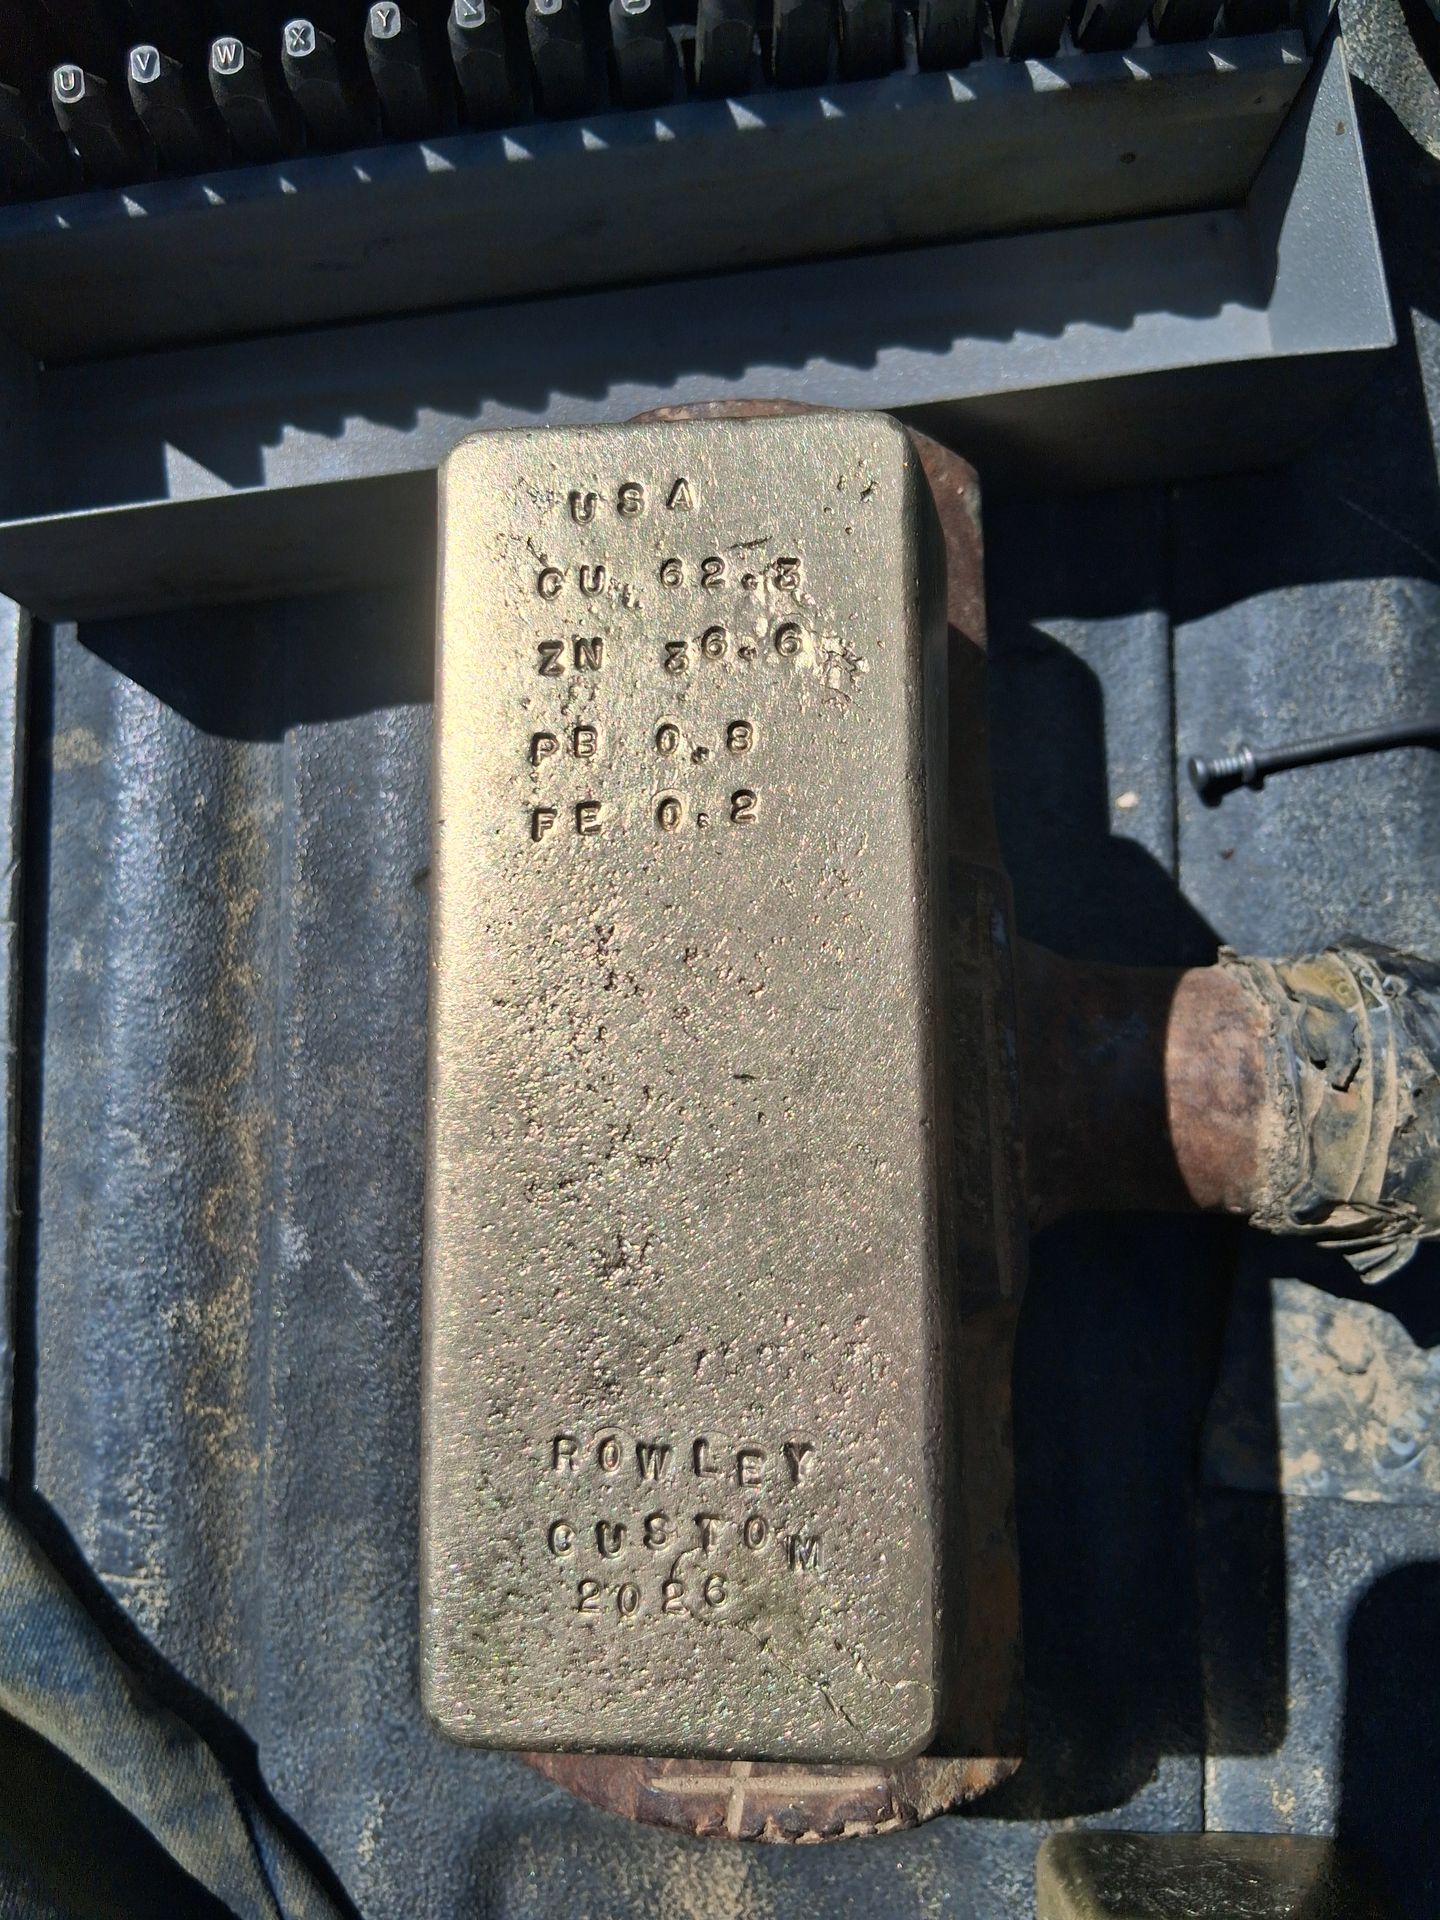 U V W X Y
USA
CU 62.3
ZN 36.6
PB 0.8
FE 0.2
ROWLEY
CUSTOM
2026